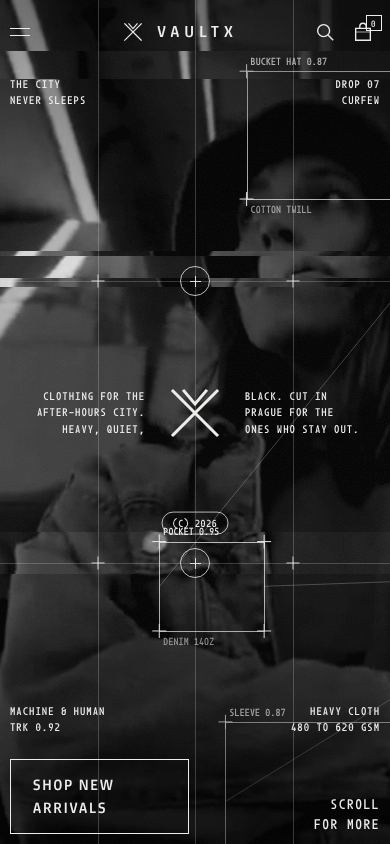 VAULTX
0
BUCKET HAT 0.87
THE CITY
NEVER SLEEPS
DROP 07
CURFEW
COTTON TWILL
CLOTHING FOR THE
AFTER-HOURS CITY.
HEAVY, QUIET,
BLACK. CUT IN
PRAGUE FOR THE
ONES WHO STAY OUT.
(C) 2026
POCKET 0.95
DENIM 14OZ
MACHINE & HUMAN
TRK 0.92
SLEEVE 0.87
HEAVY CLOTH
480 TO 620 GSM
SHOP NEW
ARRIVALS
SCROLL
FOR MORE